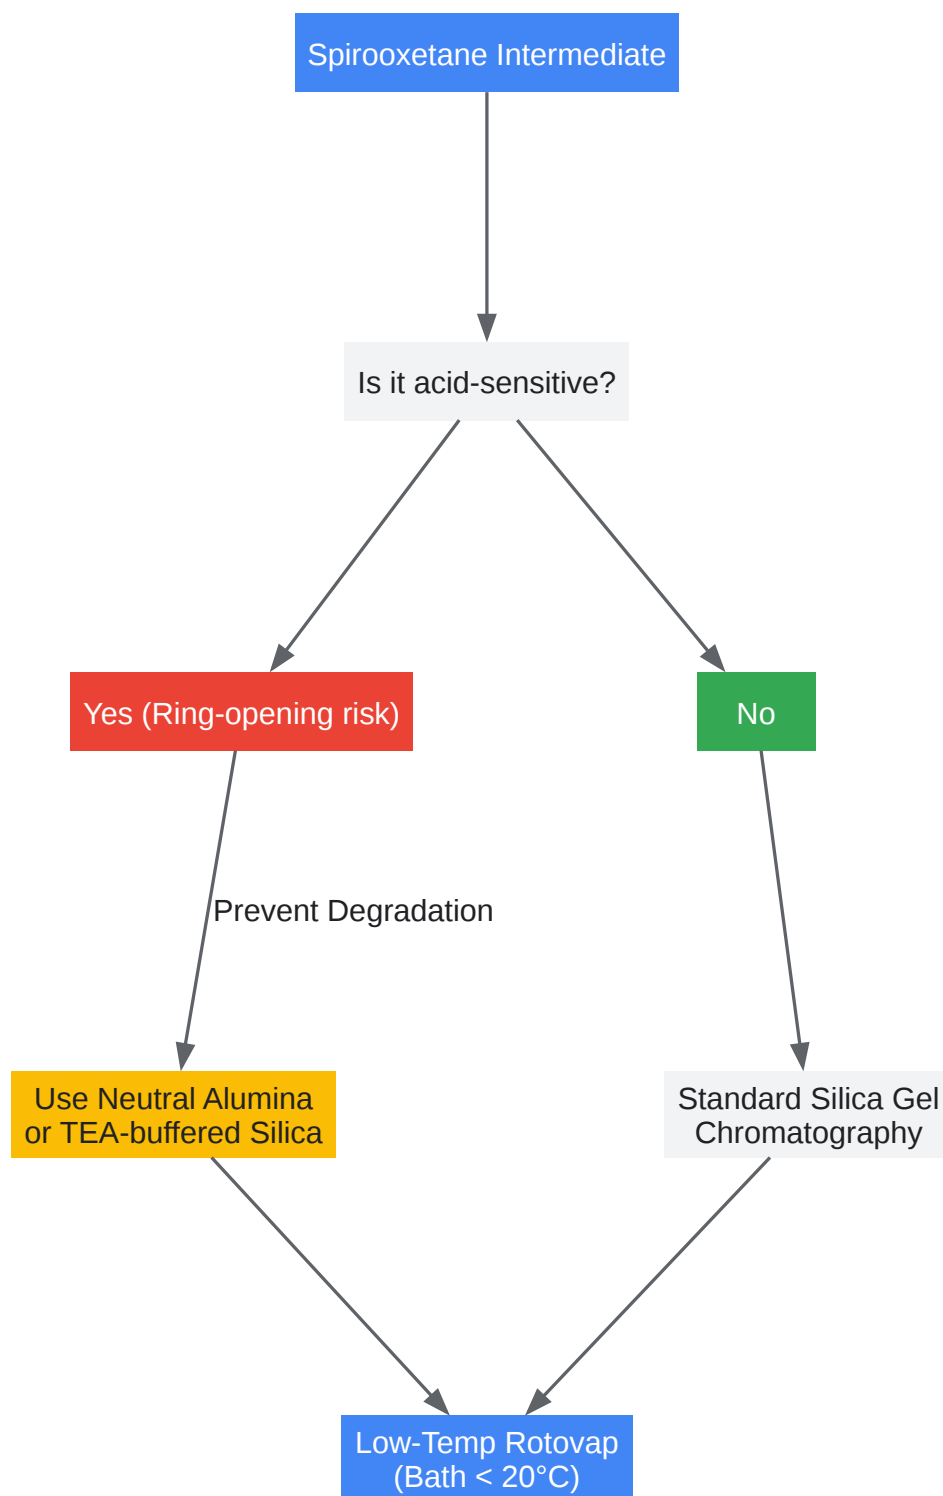 Spirooxetane Intermediate
Is it acid-sensitive?
Yes (Ring-opening risk)
No
Prevent Degradation
Use Neutral Alumina
or TEA-buffered Silica
Standard Silica Gel
Chromatography
Low-Temp Rotovap
(Bath < 20°C)